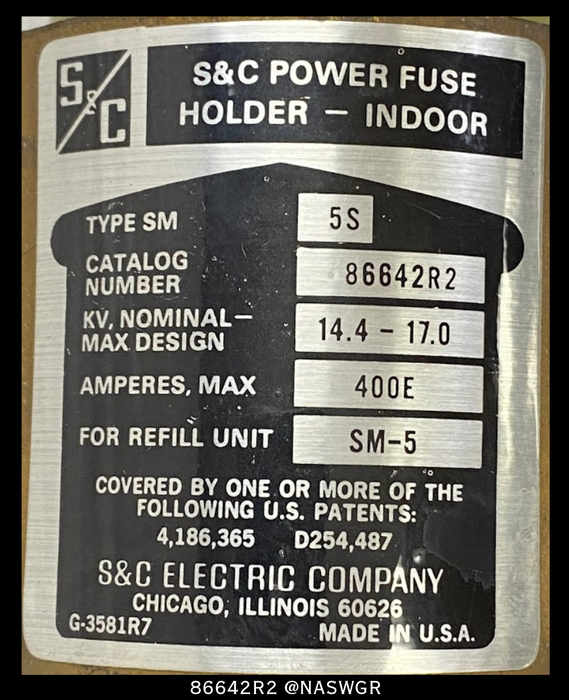 S&C
S&C POWER FUSE
HOLDER — INDOOR
TYPE SM 5S
CATALOG
NUMBER 86642R2
KV, NOMINAL—
MAX DESIGN 14.4 - 17.0
AMPERES, MAX 400E
FOR REFILL UNIT SM-5
COVERED BY ONE OR MORE OF THE
FOLLOWING U.S. PATENTS:
4,186,365 D254,487
S&C ELECTRIC COMPANY
CHICAGO, ILLINOIS 60626
G-3581R7 MADE IN U.S.A.
86642R2 @NASWGR